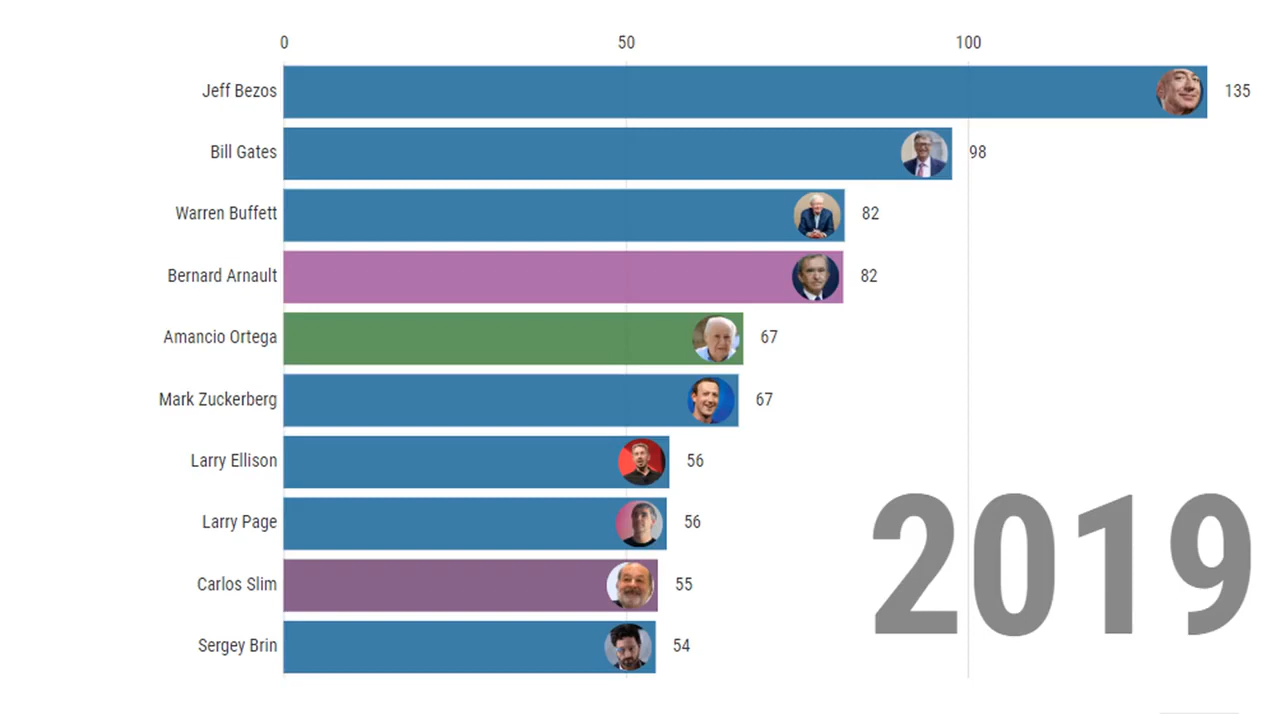 0 50 100
Jeff Bezos 135
Bill Gates 98
Warren Buffett 82
Bernard Arnault 82
Amancio Ortega 67
Mark Zuckerberg 67
Larry Ellison 56
Larry Page 56
Carlos Slim 55
Sergey Brin 54
2019